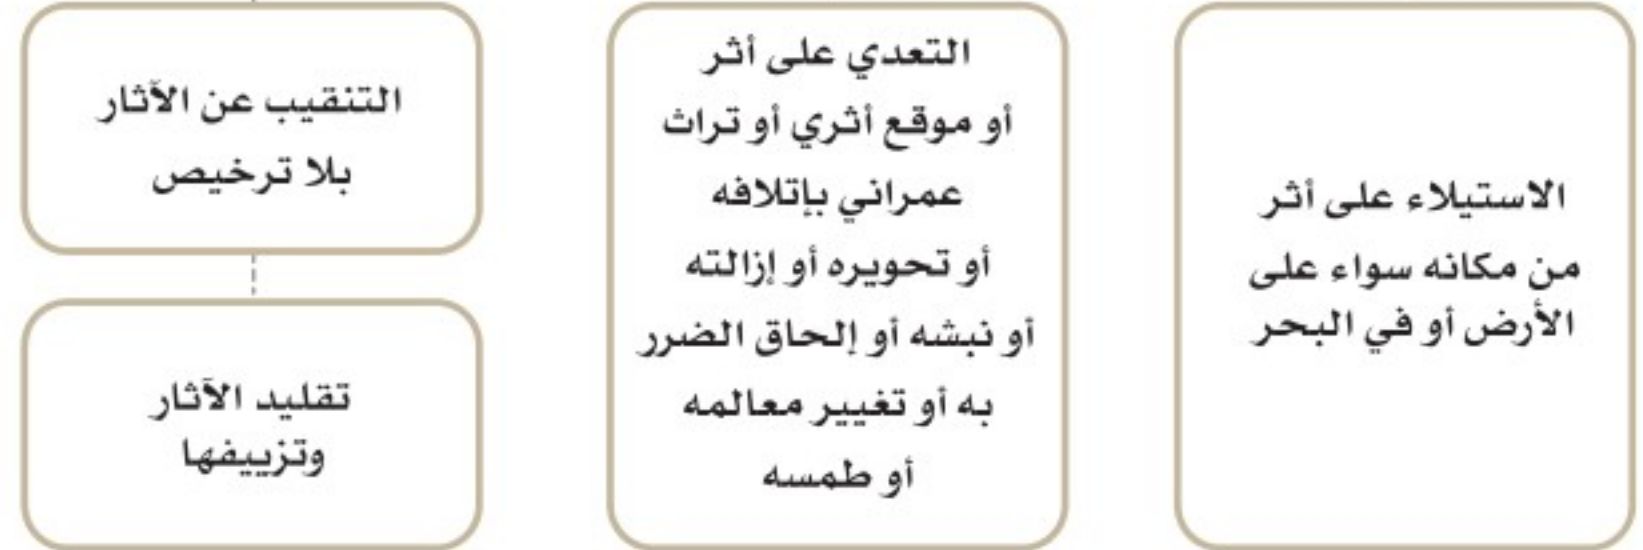 الاستيلاء على أثر
من مكانه سواء على
الأرض أو في البحر
التعدي على أثر
أو موقع أثري أو تراث
عمراني بإتلافه
أو تحويره أو إزالته
أو نبشه أو إلحاق الضرر
به أو تغيير معالمه
أو طمسه
التنقيب عن الآثار
بلا ترخيص
تقليد الآثار
وتزييفها